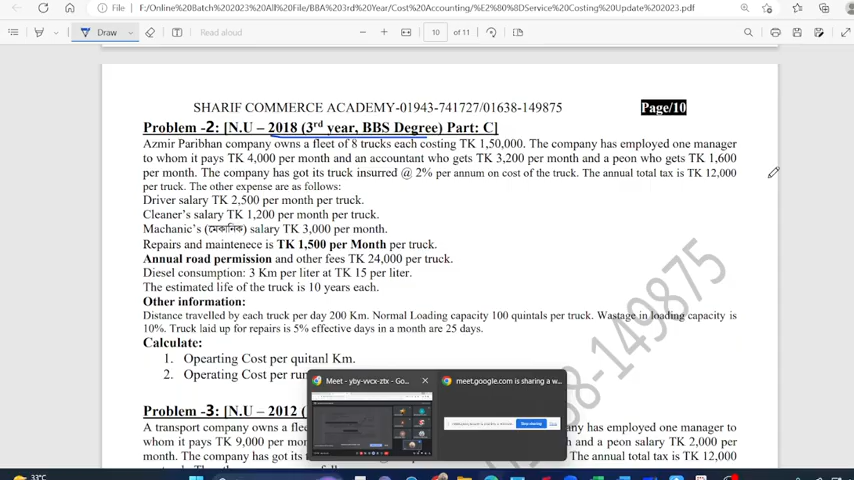 File
F:/Online%20Batch%202023%20All%20File/BBA%203rd%20Year/Cost%20Accounting/%E2%80%8DService%20Costing%20Update%202023.pdf
Draw
Read aloud
10 of 11
SHARIF COMMERCE ACADEMY-01943-741727/01638-149875
Page/10
Problem -2: [N.U – 2018 (3rd year, BBS Degree) Part: C]
Azmir Paribhan company owns a fleet of 8 trucks each costing TK 1,50,000. The company has employed one manager
to whom it pays TK 4,000 per month and an accountant who gets TK 3,200 per month and a peon who gets TK 1,600
per month. The company has got its truck insurred @ 2% per annum on cost of the truck. The annual total tax is TK 12,000
per truck. The other expense are as follows:
Driver salary TK 2,500 per month per truck.
Cleaner's salary TK 1,200 per month per truck.
Machanic's (মেকানিক) salary TK 3,000 per month.
Repairs and maintenece is TK 1,500 per Month per truck.
Annual road permission and other fees TK 24,000 per truck.
Diesel consumption: 3 Km per liter at TK 15 per liter.
The estimated life of the truck is 10 years each.
Other information:
Distance travelled by each truck per day 200 Km. Normal Loading capacity 100 quintals per truck. Wastage in loading capacity is
10%. Truck laid up for repairs is 5% effective days in a month are 25 days.
Calculate:
1. Opearting Cost per quitanl Km.
2. Operating Cost per run
Meet - yby-vvcx-ztx - Go...
meet.google.com is sharing a w...
Stop sharing
Problem -3: [N.U – 2012 (
A transport company owns a flee
any has employed one manager to
whom it pays TK 9,000 per mon
h and a peon salary TK 2,000 per
month. The company has got its t
The annual total tax is TK 12,000
38-149875
33°C